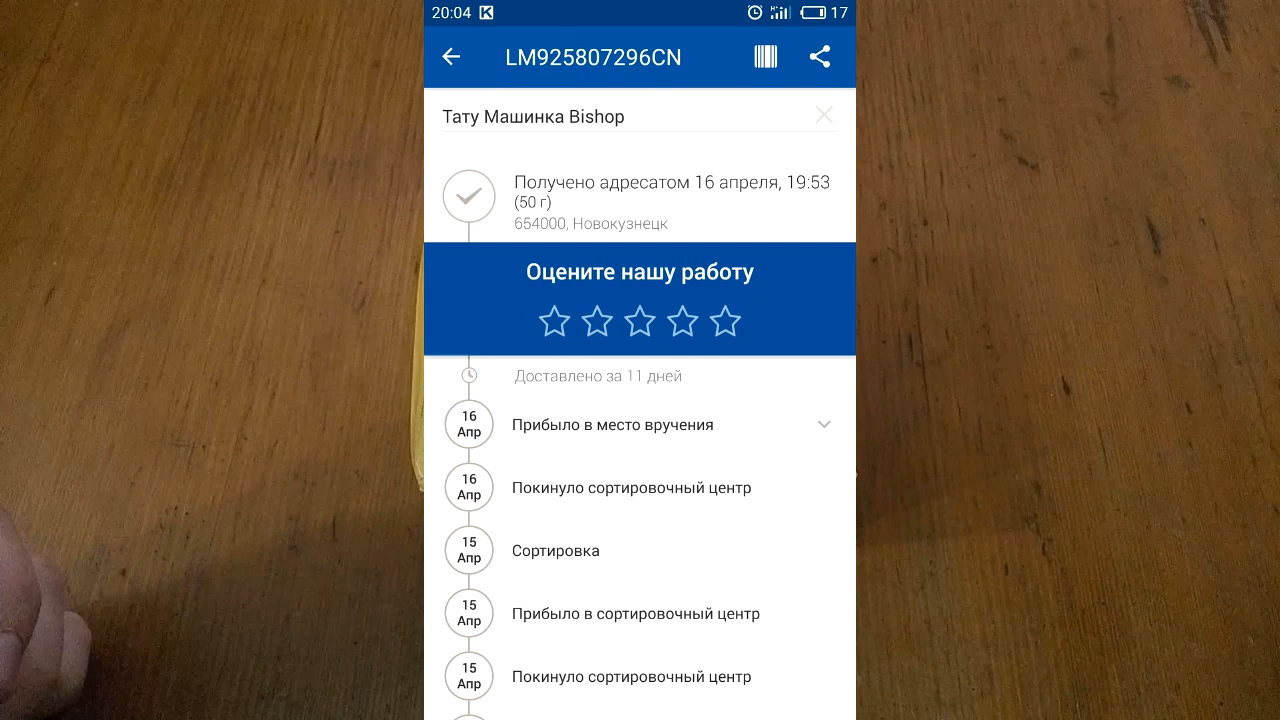 20:04 K 17
LM925807296CN
Тату Машинка Bishop
Получено адресатом 16 апреля, 19:53
(50 г)
654000, Новокузнецк
Оцените нашу работу
Доставлено за 11 дней
16
Апр
Прибыло в место вручения
16
Апр
Покинуло сортировочный центр
15
Апр
Сортировка
15
Апр
Прибыло в сортировочный центр
15
Апр
Покинуло сортировочный центр